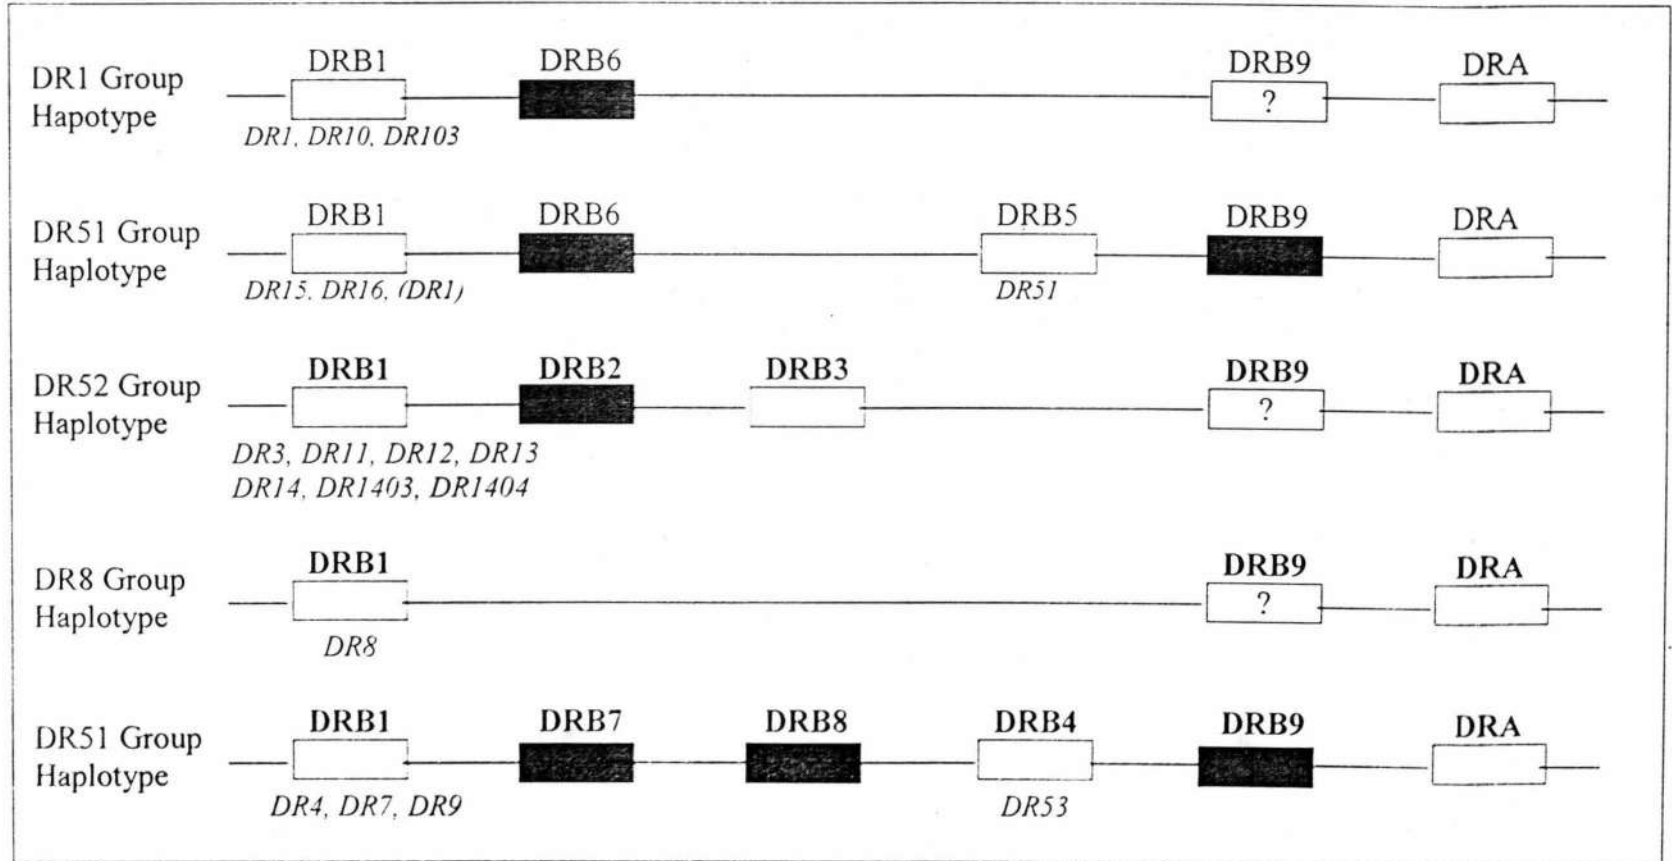 DRB1 DRB6 DRB9 DRA
DR1 Group
Hapotype
?
DR1, DR10, DR103
DRB1 DRB6 DRB5 DRB9 DRA
DR51 Group
Haplotype
DR15, DR16, (DR1) DR51
DRB1 DRB2 DRB3 DRB9 DRA
DR52 Group
Haplotype
?
DR3, DR11, DR12, DR13
DR14, DR1403, DR1404
DRB1 DRB9 DRA
DR8 Group
Haplotype
?
DR8
DRB1 DRB7 DRB8 DRB4 DRB9 DRA
DR51 Group
Haplotype
DR4, DR7, DR9 DR53